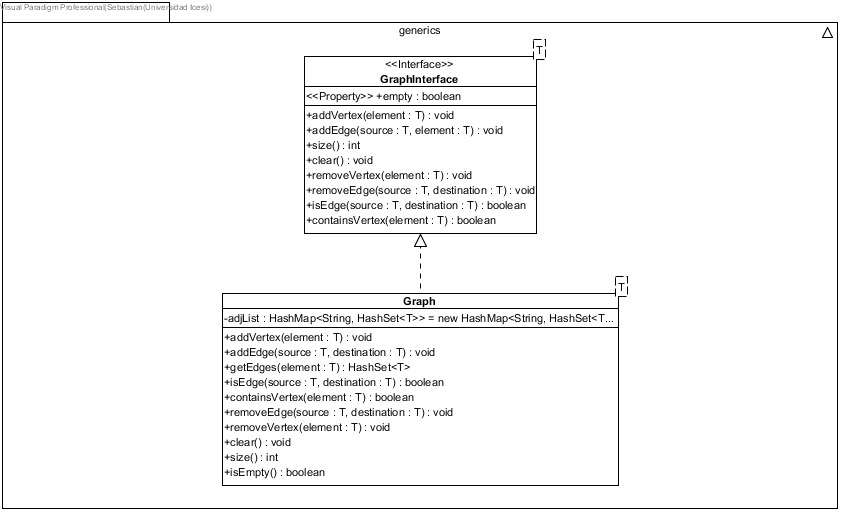 Visual Paradigm Professional(Sebastian(Universidad Icesi))
generics
T
<<Interface>>
GraphInterface
<<Property>> +empty : boolean
+addVertex(element : T) : void
+addEdge(source : T, element : T) : void
+size() : int
+clear() : void
+removeVertex(element : T) : void
+removeEdge(source : T, destination : T) : void
+isEdge(source : T, destination : T) : boolean
+containsVertex(element : T) : boolean
T
Graph
-adjList : HashMap<String, HashSet<T>> = new HashMap<String, HashSet<T...
+addVertex(element : T) : void
+addEdge(source : T, destination : T) : void
+getEdges(element : T) : HashSet<T>
+isEdge(source : T, destination : T) : boolean
+containsVertex(element : T) : boolean
+removeEdge(source : T, destination : T) : void
+removeVertex(element : T) : void
+clear() : void
+size() : int
+isEmpty() : boolean